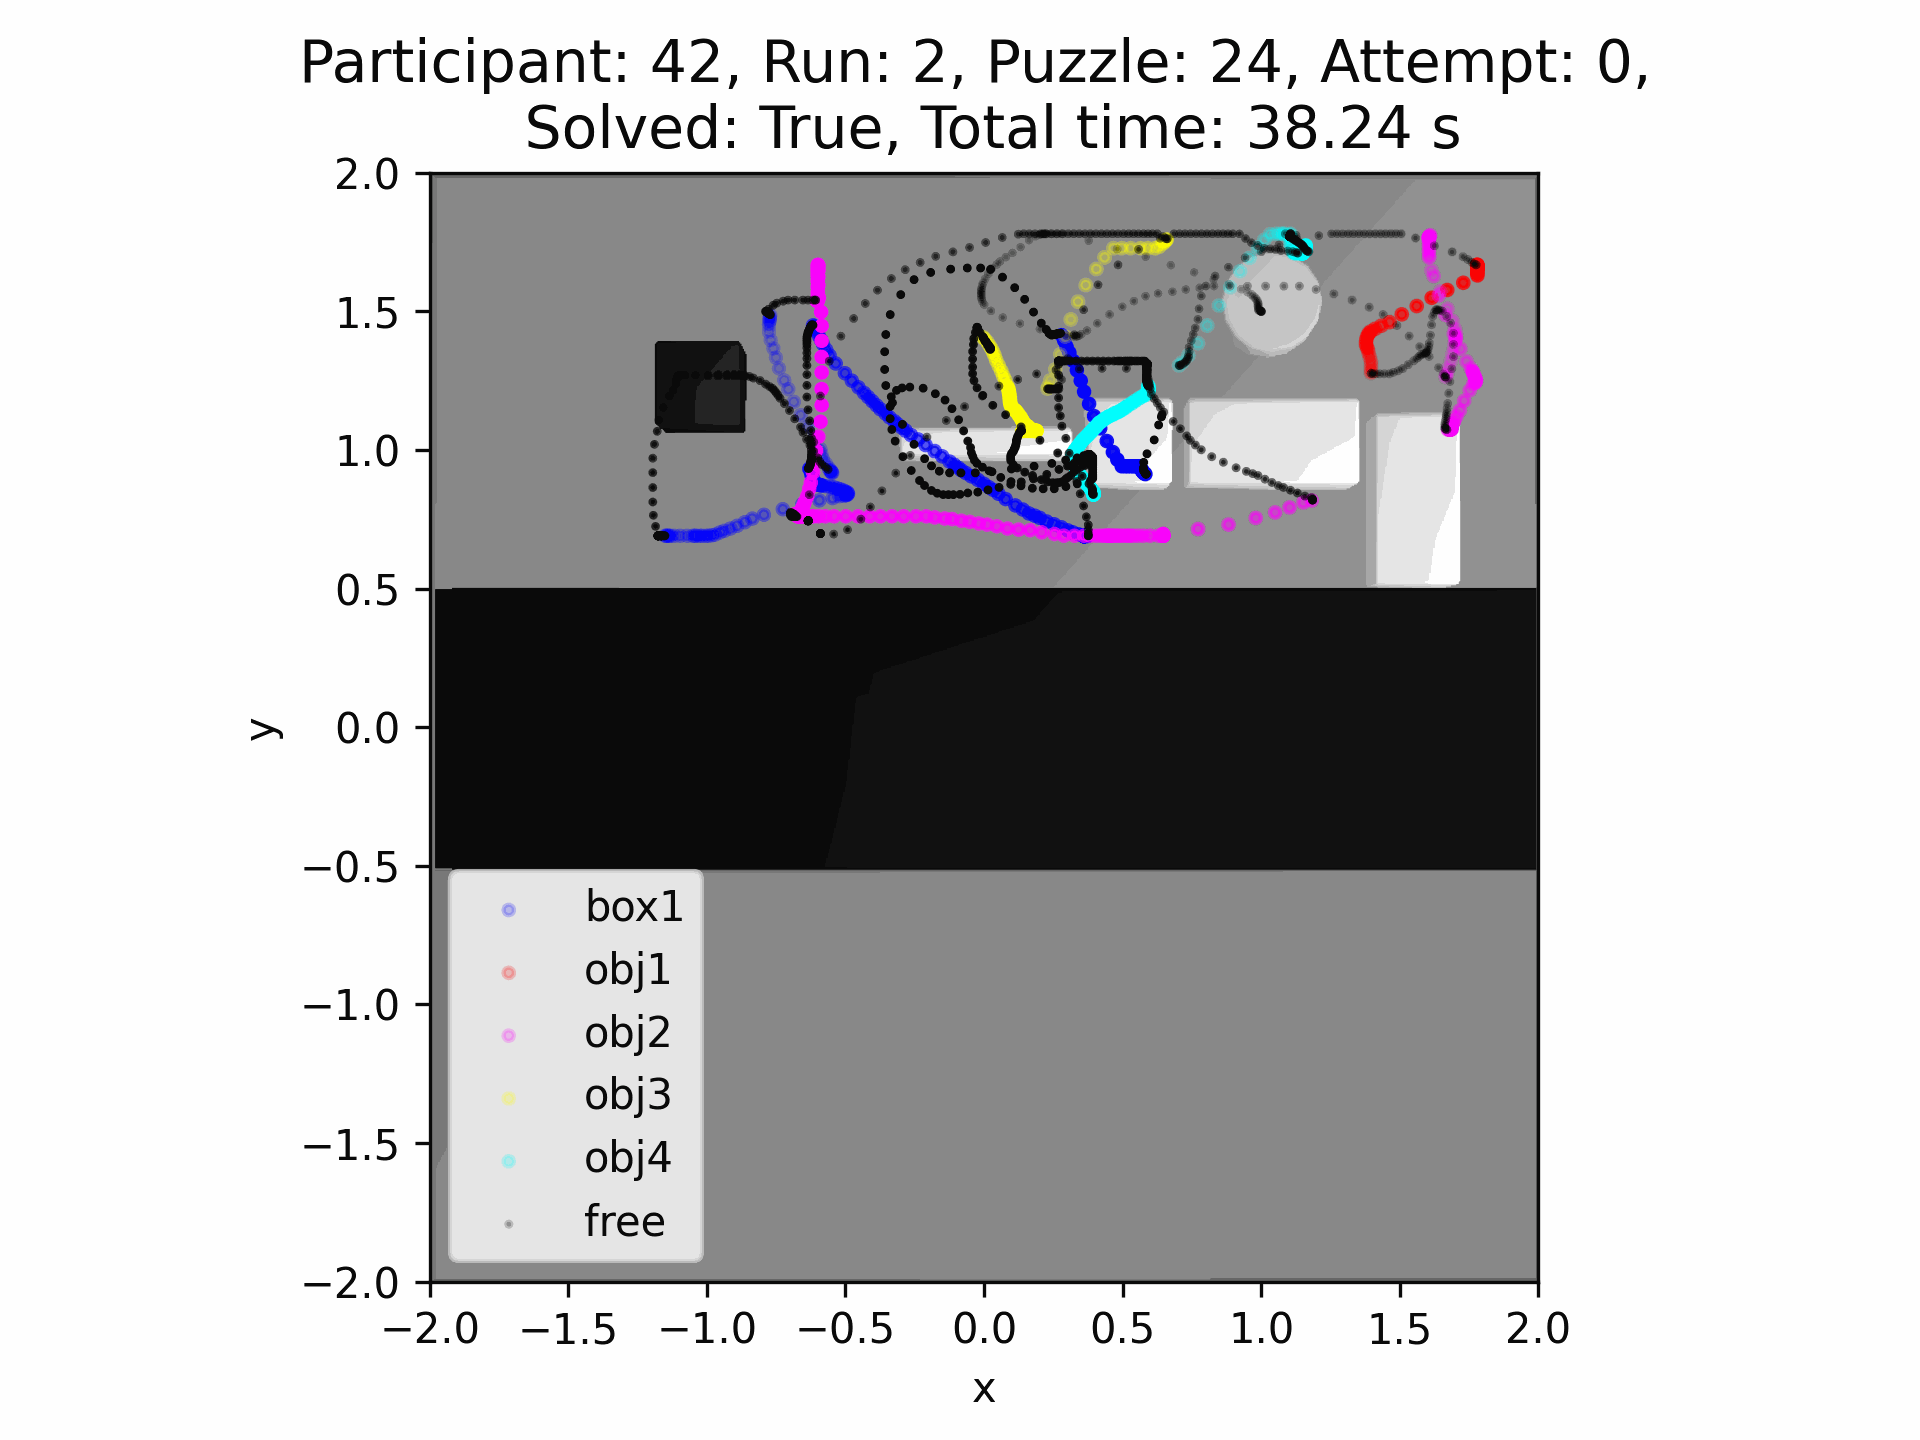 Participant: 42, Run: 2, Puzzle: 24, Attempt: 0,
Solved: True, Total time: 38.24 s
2.0
1.5
1.0
0.5
0.0
−0.5
−1.0
−1.5
−2.0
y
box1
obj1
obj2
obj3
obj4
free
−2.0 −1.5 −1.0 −0.5 0.0 0.5 1.0 1.5 2.0
x